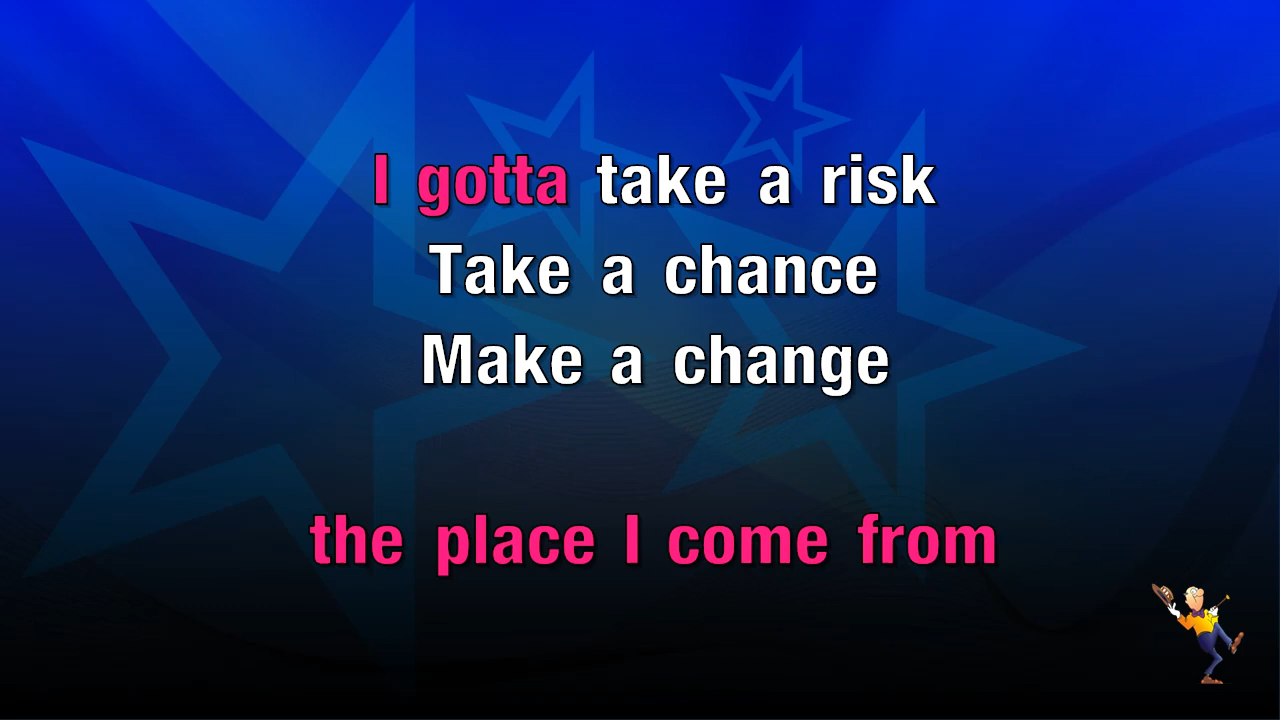 I gotta take a risk
Take a chance
Make a change
the place I come from